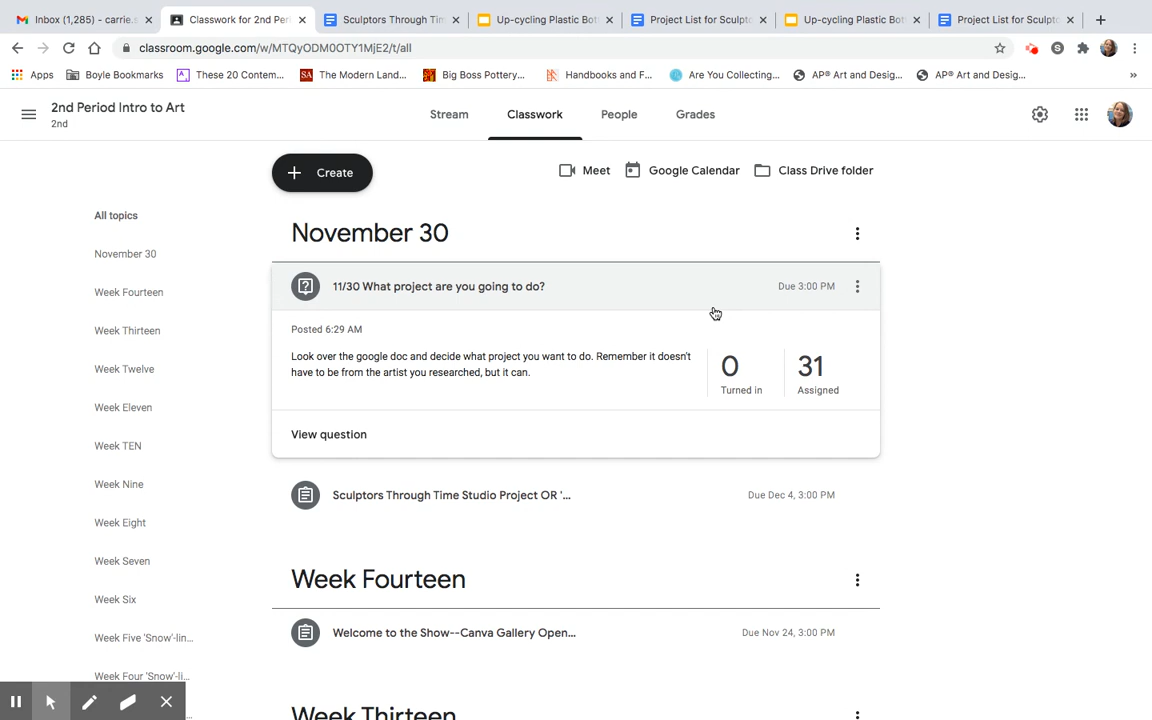 Inbox (1,285) - carrie.s
Classwork for 2nd Peri
Sculptors Through Tim
Up-cycling Plastic Bott
Project List for Sculpto
Up-cycling Plastic Bott
Project List for Sculpto
classroom.google.com/w/MTQyODM0OTY1MjE2/t/all
Apps
Boyle Bookmarks
These 20 Contem...
The Modern Land...
Big Boss Pottery...
Handbooks and F...
Are You Collecting...
AP® Art and Desig...
AP® Art and Desig...
»
2nd Period Intro to Art
2nd
Stream
Classwork
People
Grades
Create
Meet
Google Calendar
Class Drive folder
All topics
November 30
Week Fourteen
Week Thirteen
Week Twelve
Week Eleven
Week TEN
Week Nine
Week Eight
Week Seven
Week Six
Week Five 'Snow'-lin...
Week Four 'Snow'-li...
November 30
11/30 What project are you going to do?
Due 3:00 PM
Posted 6:29 AM
Look over the google doc and decide what project you want to do. Remember it doesn't
have to be from the artist you researched, but it can.
0
Turned in
31
Assigned
View question
Sculptors Through Time Studio Project OR '...
Due Dec 4, 3:00 PM
Week Fourteen
Welcome to the Show--Canva Gallery Open...
Due Nov 24, 3:00 PM
Week Thirteen